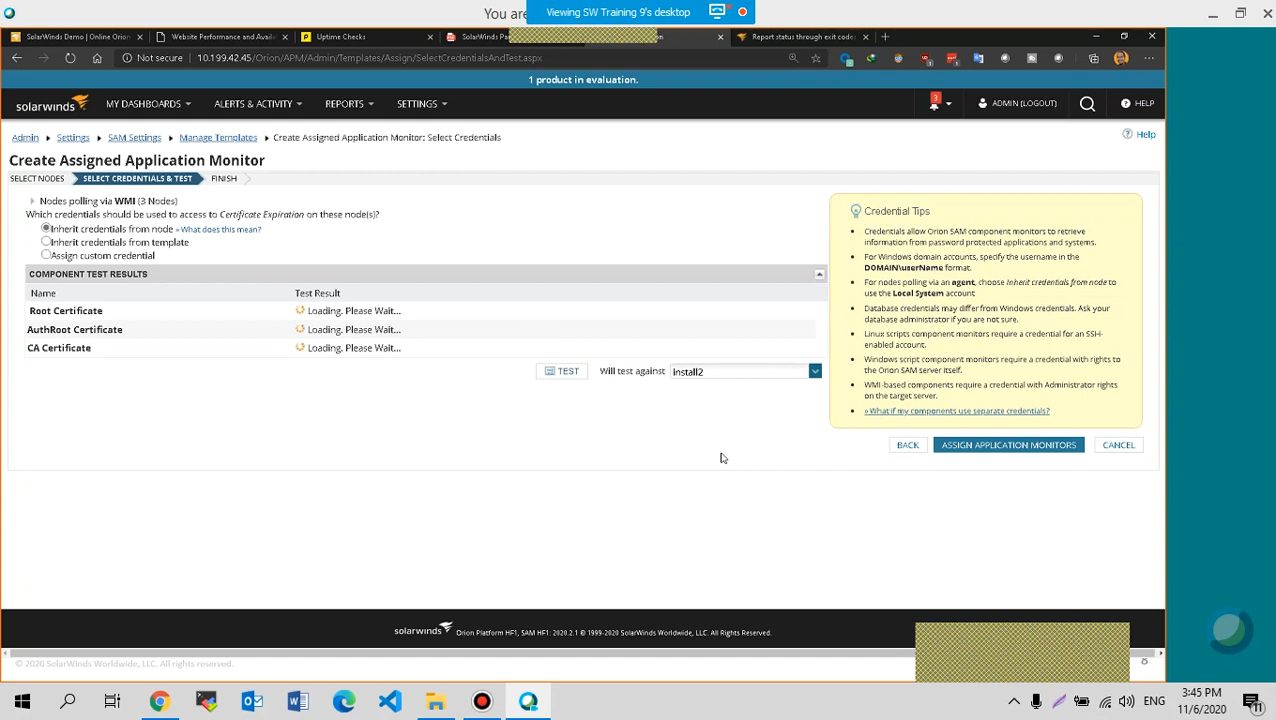 You are
Viewing SW Training 9's desktop
SolarWinds Demo | Online Orion
Website Performance and Availa
Uptime Checks
SolarWinds Pa
on
Report status through exit codes
Not secure
10.199.42.45/Orion/APM/Admin/Templates/Assign/SelectCredentialsAndTest.aspx
1 product in evaluation.
solarwinds
MY DASHBOARDS
ALERTS & ACTIVITY
REPORTS
SETTINGS
3
ADMIN (LOGOUT)
HELP
Admin
Settings
SAM Settings
Manage Templates
Create Assigned Application Monitor: Select Credentials
Help
Create Assigned Application Monitor
SELECT NODES
SELECT CREDENTIALS & TEST
FINISH
Nodes polling via WMI (3 Nodes)
Which credentials should be used to access to Certificate Expiration on these node(s)?
Inherit credentials from node » What does this mean?
Inherit credentials from template
Assign custom credential
COMPONENT TEST RESULTS
Name
Test Result
Root Certificate
Loading. Please Wait...
AuthRoot Certificate
Loading. Please Wait...
CA Certificate
Loading. Please Wait...
TEST
Will test against
install2
Credential Tips
Credentials allow Orion SAM component monitors to retrieve
information from password protected applications and systems.
For Windows domain accounts, specify the username in the
DOMAIN\userName format.
For nodes polling via an agent, choose Inherit credentials from node to
use the Local System account
Database credentials may differ from Windows credentials. Ask your
database administrator if you are not sure.
Linux scripts component monitors require a credential for an SSH-
enabled account.
Windows script component monitors require a credential with rights to
the Orion SAM server itself.
WMI-based components require a credential with Administrator rights
on the target server.
» What if my components use separate credentials?
BACK
ASSIGN APPLICATION MONITORS
CANCEL
solarwinds
Orion Platform HF1, SAM HF1: 2020.2.1 © 1999-2020 SolarWinds Worldwide, LLC. All Rights Reserved.
© 2020 SolarWinds Worldwide, LLC. All rights reserved.
ENG
3:45 PM
11/6/2020